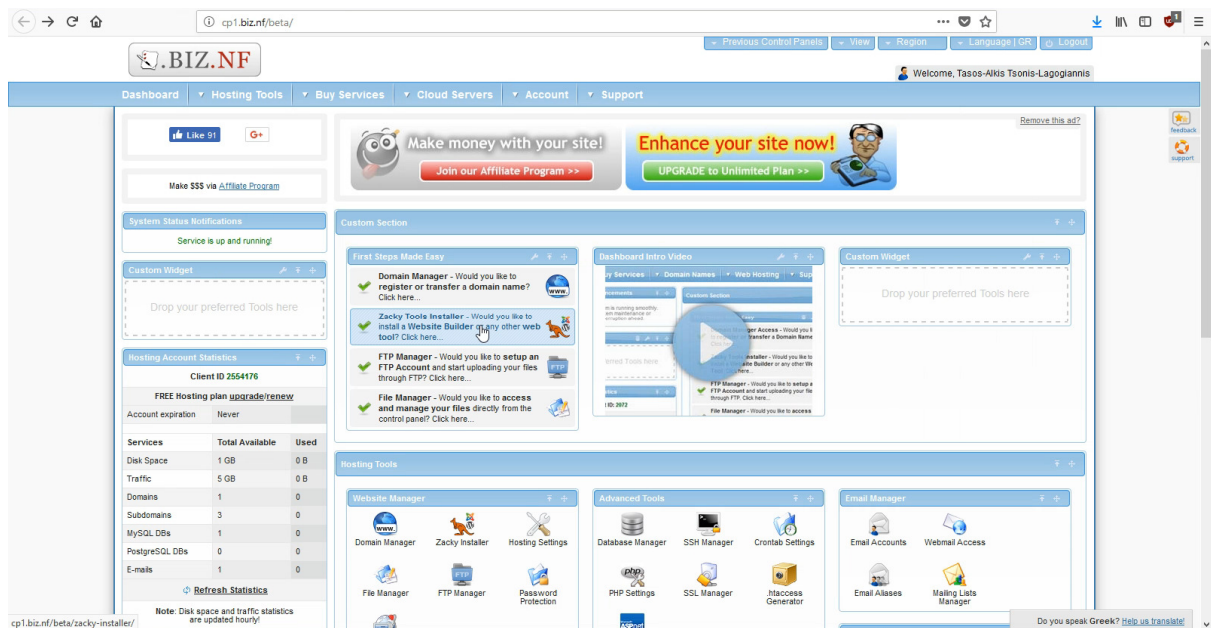 cp1.biz.nf/beta/
.BIZ.NF
Previous Control Panels
View
Region
Language | GR
Logout
Welcome, Tasos-Alkis Tsonis-Lagogiannis
Dashboard
Hosting Tools
Buy Services
Cloud Servers
Account
Support
Like 91
G+
Make $$$ via Affiliate Program
Make money with your site!
Join our Affiliate Program >>
Enhance your site now!
UPGRADE to Unlimited Plan >>
Remove this ad?
feedback
support
System Status Notifications
Service is up and running!
Custom Widget
Drop your preferred Tools here
Hosting Account Statistics
Client ID 2554176
FREE Hosting plan upgrade/renew
Account expiration Never
Services Total Available Used
Disk Space 1 GB 0 B
Traffic 5 GB 0 B
Domains 1 0
Subdomains 3 0
MySQL DBs 1 0
PostgreSQL DBs 0 0
E-mails 1 0
Refresh Statistics
Note: Disk space and traffic statistics
are updated hourly!
Custom Section
First Steps Made Easy
Domain Manager - Would you like to
register or transfer a domain name?
Click here...
Zacky Tools Installer - Would you like to
install a Website Builder or any other web
tool? Click here...
FTP Manager - Would you like to setup an
FTP Account and start uploading your files
through FTP? Click here...
File Manager - Would you like to access
and manage your files directly from the
control panel? Click here...
Dashboard Intro Video
Custom Widget
Drop your preferred Tools here
Hosting Tools
Website Manager
Domain Manager
Zacky Installer
Hosting Settings
File Manager
FTP Manager
Password
Protection
Advanced Tools
Database Manager
SSH Manager
Crontab Settings
PHP Settings
SSL Manager
.htaccess
Generator
Email Manager
Email Accounts
Webmail Access
Email Aliases
Mailing Lists
Manager
cp1.biz.nf/beta/zacky-installer/
Do you speak Greek? Help us translate!